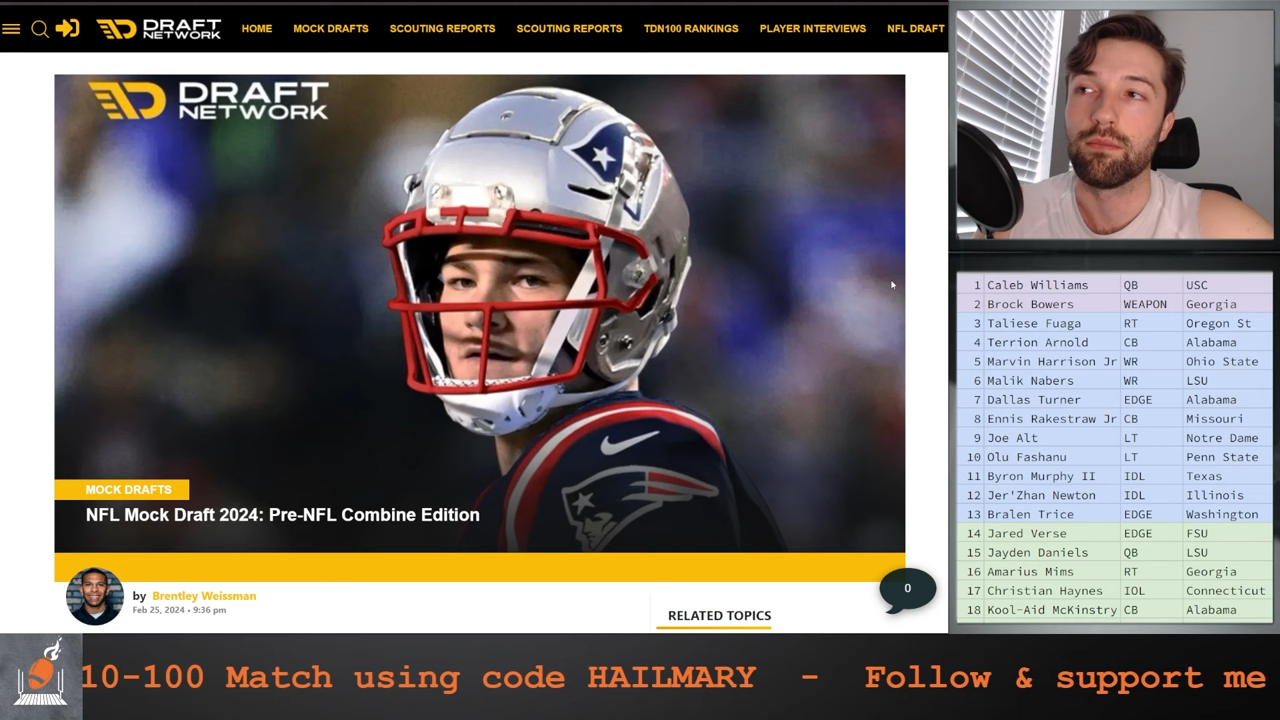 DRAFT NETWORK
HOME MOCK DRAFTS SCOUTING REPORTS SCOUTING REPORTS TDN100 RANKINGS PLAYER INTERVIEWS NFL DRAFT
DRAFT
NETWORK
MOCK DRAFTS
NFL Mock Draft 2024: Pre-NFL Combine Edition
by Brentley Weissman
Feb 25, 2024 • 9:36 pm
0
RELATED TOPICS
1 Caleb Williams QB USC
2 Brock Bowers WEAPON Georgia
3 Taliese Fuaga RT Oregon St
4 Terrion Arnold CB Alabama
5 Marvin Harrison Jr WR Ohio State
6 Malik Nabers WR LSU
7 Dallas Turner EDGE Alabama
8 Ennis Rakestraw Jr CB Missouri
9 Joe Alt LT Notre Dame
10 Olu Fashanu LT Penn State
11 Byron Murphy II IDL Texas
12 Jer'Zhan Newton IDL Illinois
13 Bralen Trice EDGE Washington
14 Jared Verse EDGE FSU
15 Jayden Daniels QB LSU
16 Amarius Mims RT Georgia
17 Christian Haynes IOL Connecticut
18 Kool-Aid McKinstry CB Alabama
10-100 Match using code HAILMARY - Follow & support me